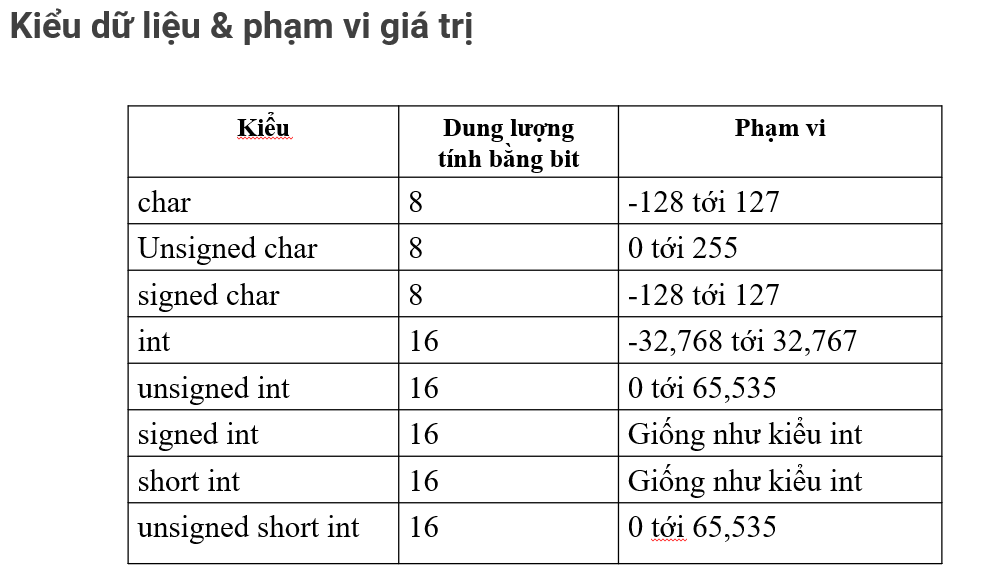 Kiểu dữ liệu & phạm vi giá trị
Kiểu Dung lượng Phạm vi
tính bằng bit
char 8 -128 tới 127
Unsigned char 8 0 tới 255
signed char 8 -128 tới 127
int 16 -32,768 tới 32,767
unsigned int 16 0 tới 65,535
signed int 16 Giống như kiểu int
short int 16 Giống như kiểu int
unsigned short int 16 0 tới 65,535